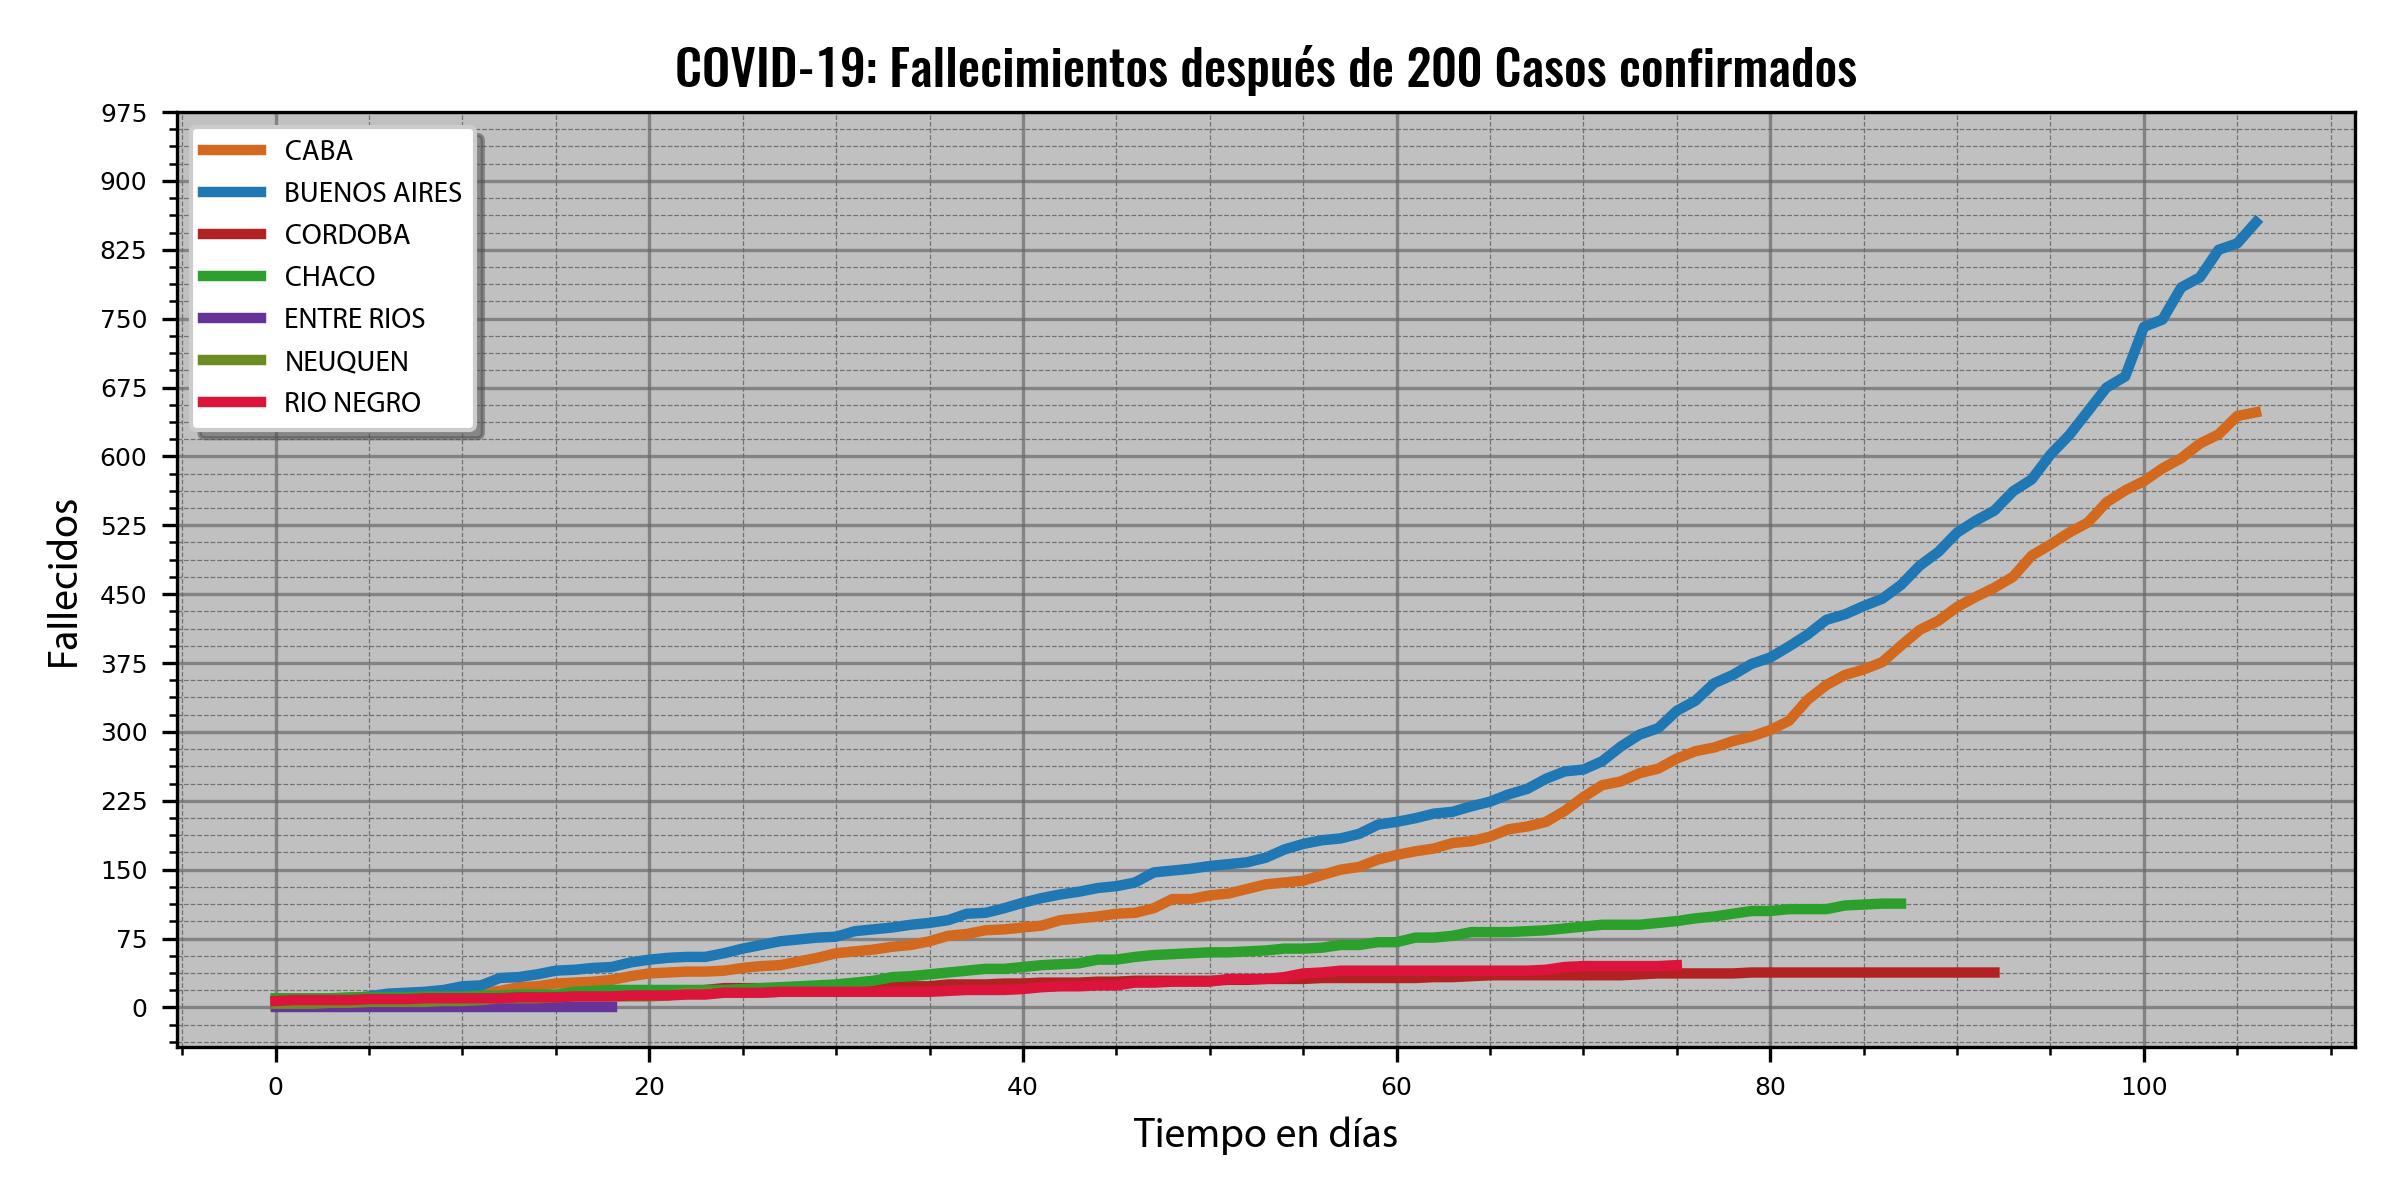 COVID-19: Fallecimientos después de 200 Casos confirmados
975
900
825
750
675
600
525
450
375
300
225
150
75
0
CABA
BUENOS AIRES
CORDOBA
CHACO
ENTRE RIOS
NEUQUEN
RIO NEGRO
Fallecidos
0 20 40 60 80 100
Tiempo en días